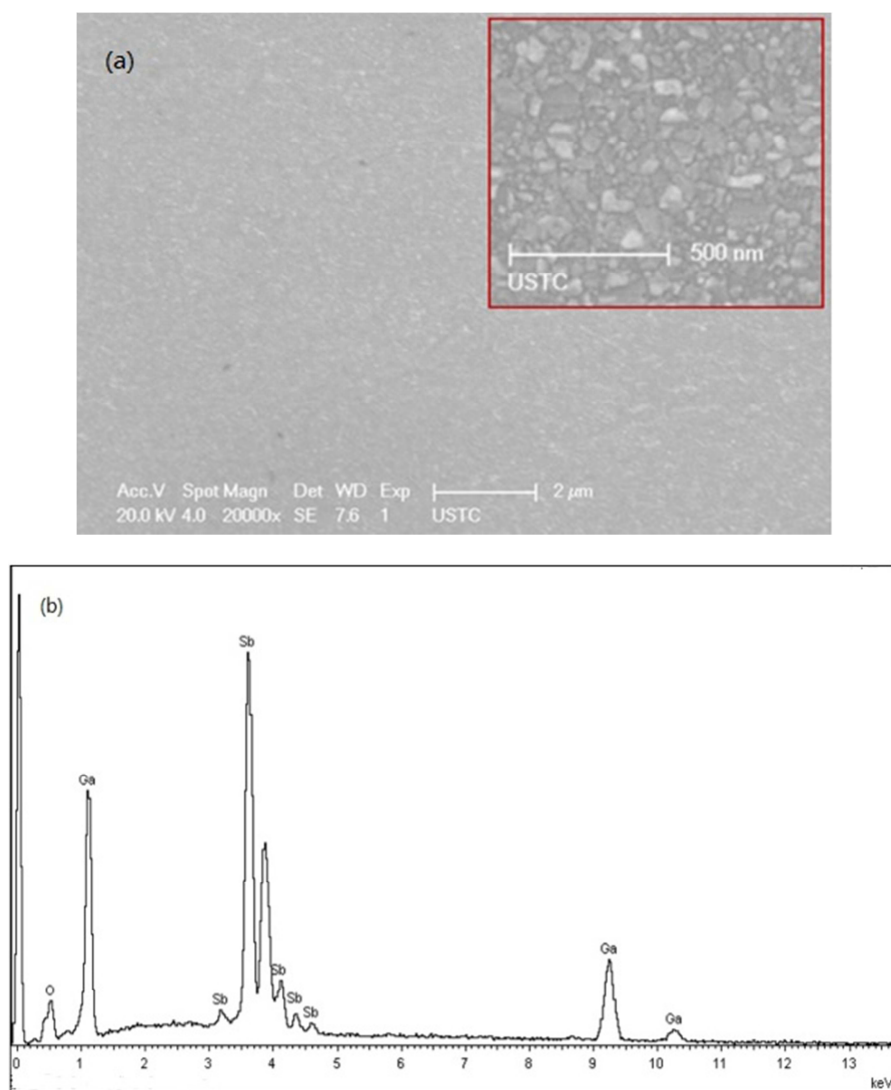 (a)
500 nm
USTC
Acc.V Spot Magn Det WD Exp 2 μm
20.0 kV 4.0 20000x SE 7.6 1 USTC
(b)
Sb
Ga
O
Sb
Sb
Sb
Sb
Ga
Ga
0 1 2 3 4 5 6 7 8 9 10 11 12 13
keV